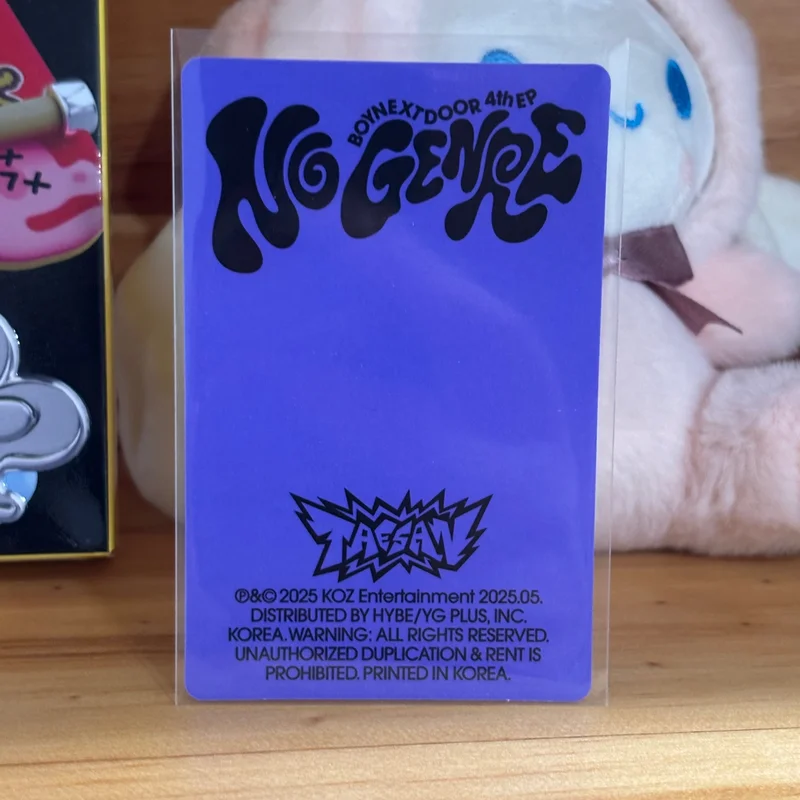 BOYNEXTDOOR 4th EP
NO GENRE
TAESAN
℗&© 2025 KOZ Entertainment 2025.05.
DISTRIBUTED BY HYBE/YG PLUS, INC.
KOREA. WARNING: ALL RIGHTS RESERVED.
UNAUTHORIZED DUPLICATION & RENT IS
PROHIBITED. PRINTED IN KOREA.